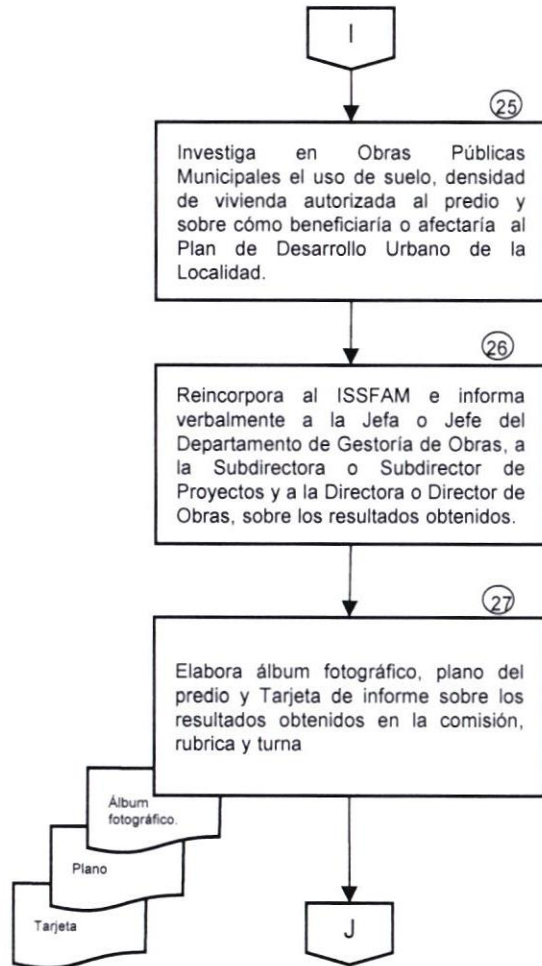 I
25
Investiga en Obras Públicas
Municipales el uso de suelo, densidad
de vivienda autorizada al predio y
sobre cómo beneficiaría o afectaría al
Plan de Desarrollo Urbano de la
Localidad.
26
Reincorpora al ISSFAM e informa
verbalmente a la Jefa o Jefe del
Departamento de Gestoría de Obras, a
la Subdirectora o Subdirector de
Proyectos y a la Directora o Director de
Obras, sobre los resultados obtenidos.
27
Elabora álbum fotográfico, plano del
predio y Tarjeta de informe sobre los
resultados obtenidos en la comisión,
rubrica y turna
Álbum
fotográfico.
Plano
Tarjeta
J